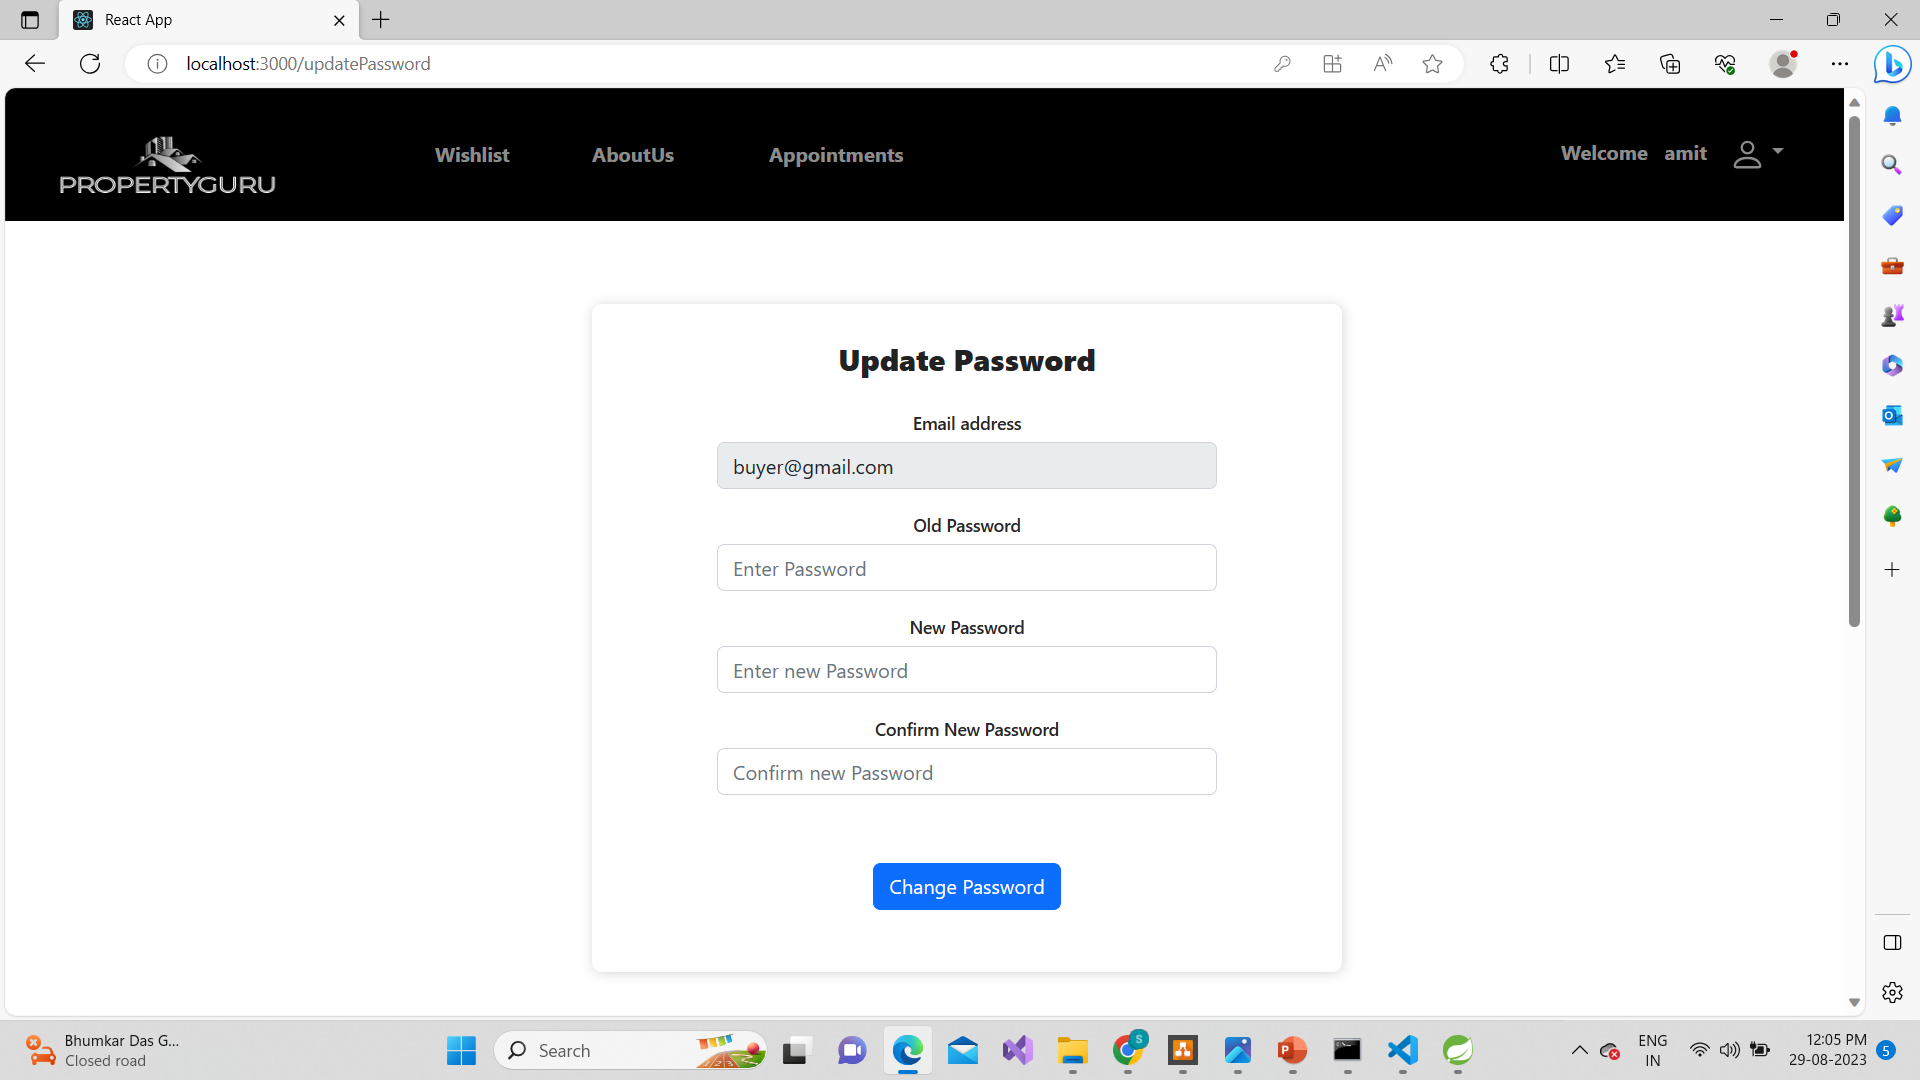 React App
localhost:3000/updatePassword
PROPERTYGURU
Wishlist
AboutUs
Appointments
Welcome amit
Update Password
Email address
buyer@gmail.com
Old Password
Enter Password
New Password
Enter new Password
Confirm New Password
Confirm new Password
Change Password
Bhumkar Das G...
Closed road
Search
S
ENG
IN
12:05 PM
29-08-2023
5